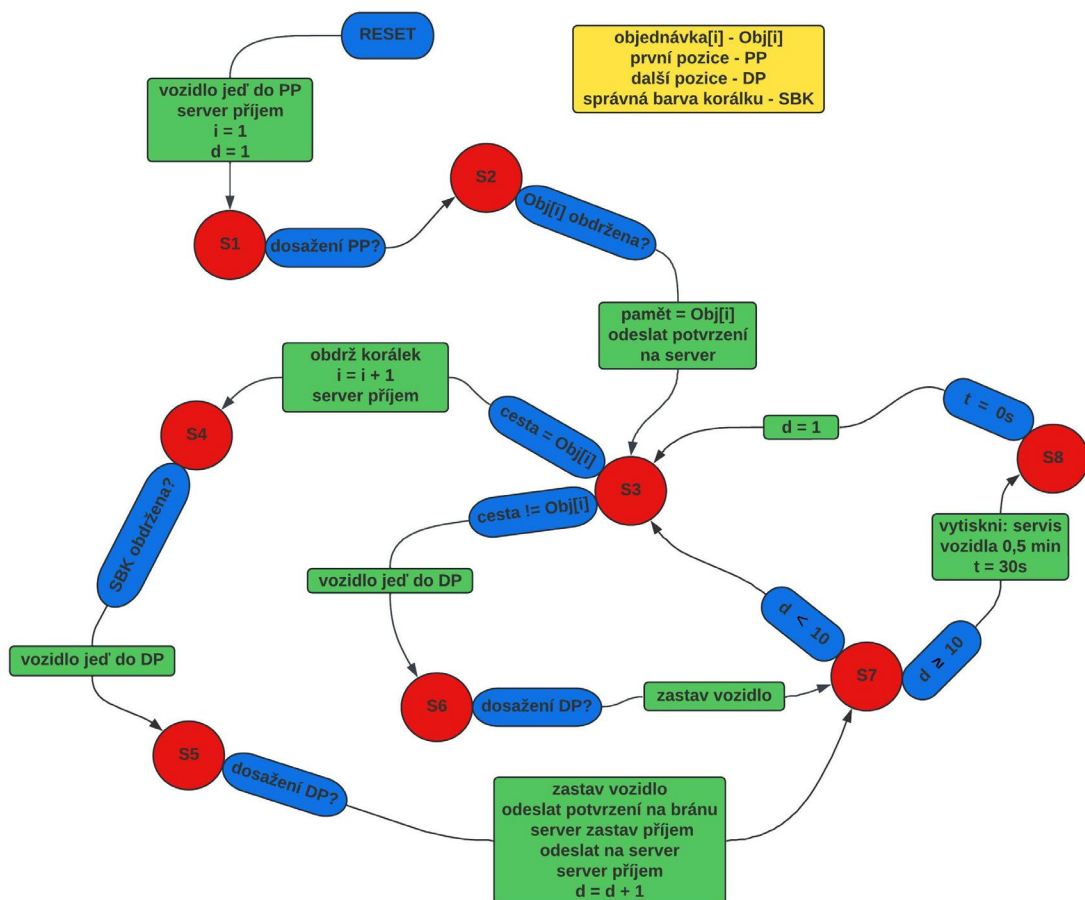 RESET
objednávka[i] - Obj[i]
první pozice - PP
další pozice - DP
správná barva korálku - SBK
vozidlo jeď do PP
server příjem
i = 1
d = 1
S1
dosažení PP?
S2
Obj[i] obdržena?
pamět = Obj[i]
odeslat potvrzení
na server
obdrž korálek
i = i + 1
server příjem
cesta = Obj[i]
S3
d = 1
t = 0s
S8
S4
SBK obdržena?
cesta != Obj[i]
vytiskni: servis
vozidla 0,5 min
t = 30s
vozidlo jeď do DP
d < 10
d ≥ 10
S7
vozidlo jeď do DP
S6
dosažení DP?
zastav vozidlo
S5
dosažení DP?
zastav vozidlo
odeslat potvrzení na bránu
server zastav příjem
odeslat na server
server příjem
d = d + 1